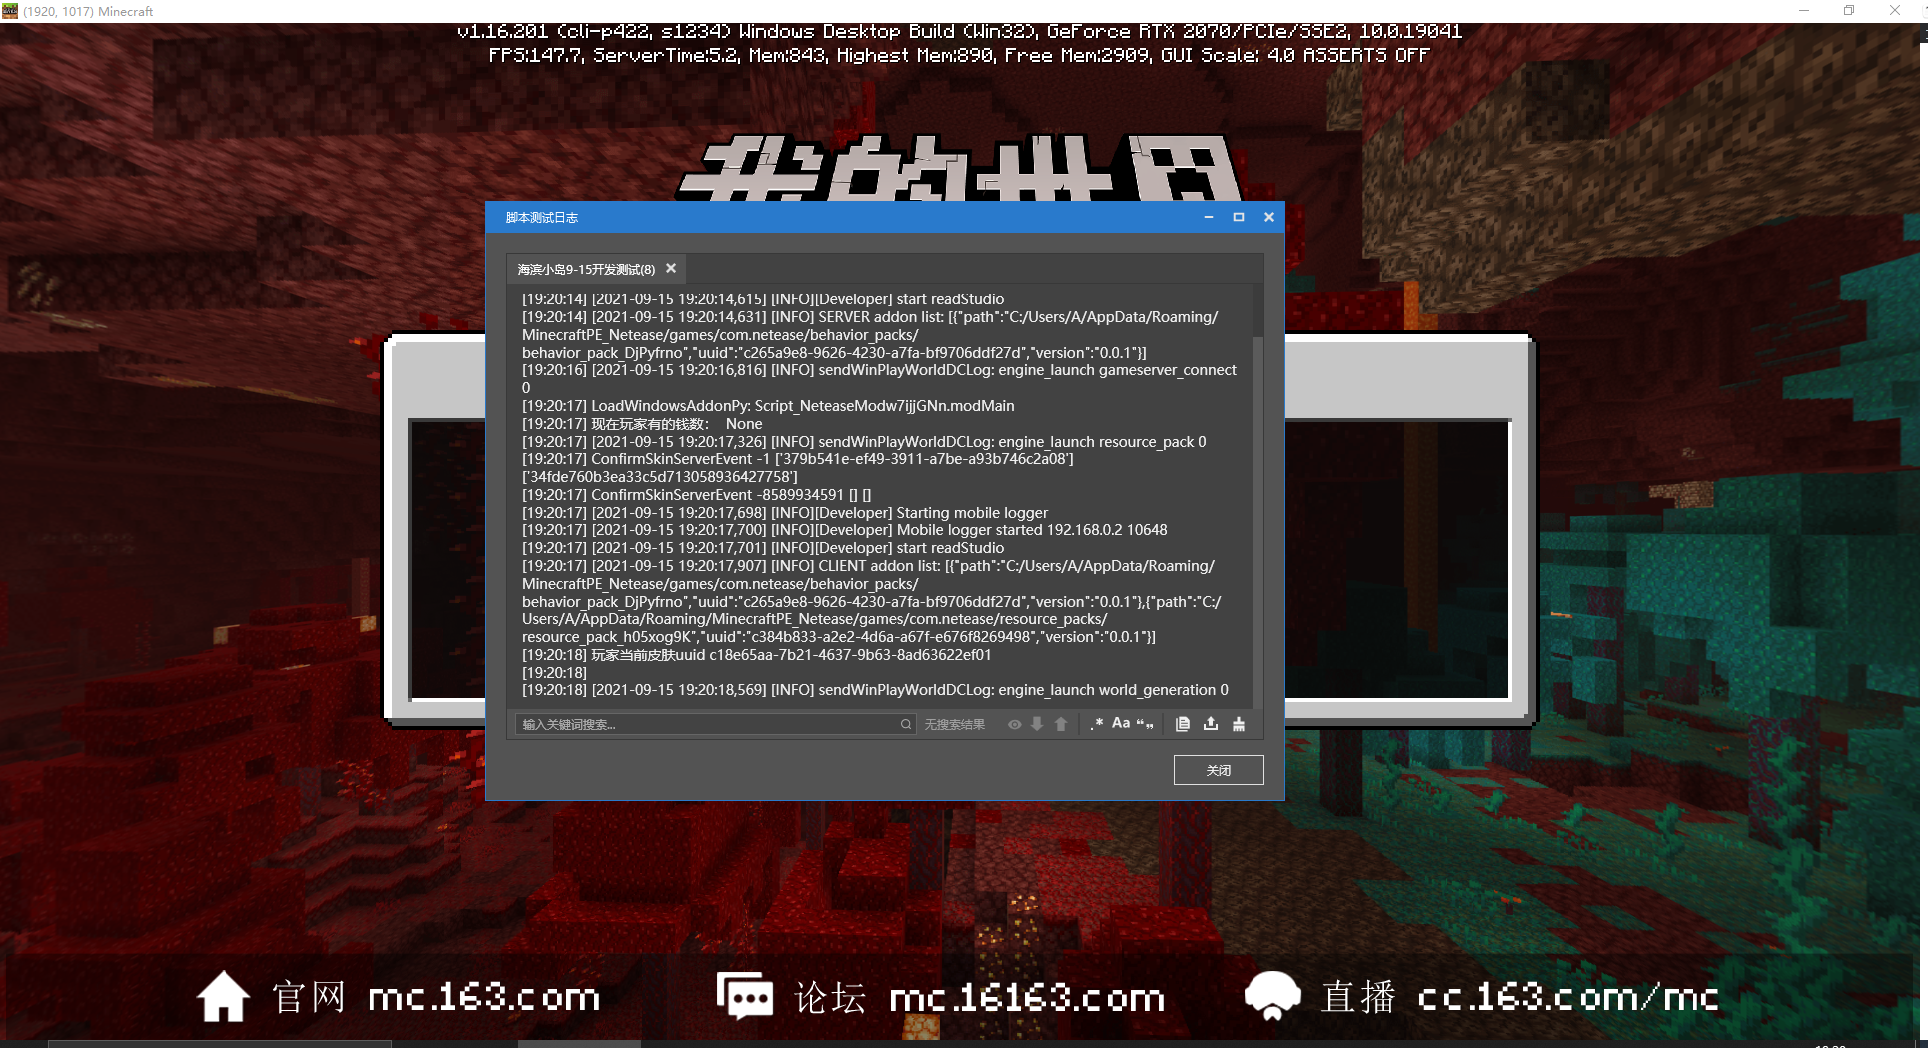 (1920, 1017) Minecraft
v1.16.201 (cli-p422, s1234) Windows Desktop Build (Win32), GeForce RTX 2070/PCIe/SSE2, 10.0.19041
FPS:147.7, ServerTime:5.2, Mem:843, Highest Mem:890, Free Mem:2909, GUI Scale: 4.0 ASSERTS OFF
我的世界
脚本测试日志
海滨小岛9-15开发测试(8)
[19:20:14] [2021-09-15 19:20:14,615] [INFO][Developer] start readStudio
[19:20:14] [2021-09-15 19:20:14,631] [INFO] SERVER addon list: [{"path":"C:/Users/A/AppData/Roaming/
MinecraftPE_Netease/games/com.netease/behavior_packs/
behavior_pack_DjPyfrno","uuid":"c265a9e8-9626-4230-a7fa-bf9706ddf27d","version":"0.0.1"}]
[19:20:16] [2021-09-15 19:20:16,816] [INFO] sendWinPlayWorldDCLog: engine_launch gameserver_connect
0
[19:20:17] LoadWindowsAddonPy: Script_NeteaseModw7ijjGNn.modMain
[19:20:17] 现在玩家有的钱数： None
[19:20:17] [2021-09-15 19:20:17,326] [INFO] sendWinPlayWorldDCLog: engine_launch resource_pack 0
[19:20:17] ConfirmSkinServerEvent -1 ['379b541e-ef49-3911-a7be-a93b746c2a08']
['34fde760b3ea33c5d713058936427758']
[19:20:17] ConfirmSkinServerEvent -8589934591 [] []
[19:20:17] [2021-09-15 19:20:17,698] [INFO][Developer] Starting mobile logger
[19:20:17] [2021-09-15 19:20:17,700] [INFO][Developer] Mobile logger started 192.168.0.2 10648
[19:20:17] [2021-09-15 19:20:17,701] [INFO][Developer] start readStudio
[19:20:17] [2021-09-15 19:20:17,907] [INFO] CLIENT addon list: [{"path":"C:/Users/A/AppData/Roaming/
MinecraftPE_Netease/games/com.netease/behavior_packs/
behavior_pack_DjPyfrno","uuid":"c265a9e8-9626-4230-a7fa-bf9706ddf27d","version":"0.0.1"},{"path":"C:/
Users/A/AppData/Roaming/MinecraftPE_Netease/games/com.netease/resource_packs/
resource_pack_h05xog9K","uuid":"c384b833-a2e2-4d6a-a67f-e676f8269498","version":"0.0.1"}]
[19:20:18] 玩家当前皮肤uuid c18e65aa-7b21-4637-9b63-8ad63622ef01
[19:20:18]
[19:20:18] [2021-09-15 19:20:18,569] [INFO] sendWinPlayWorldDCLog: engine_launch world_generation 0
输入关键词搜索... 无搜索结果 .* Aa “„
关闭
官网 mc.163.com 论坛 mc.16163.com 直播 cc.163.com/mc